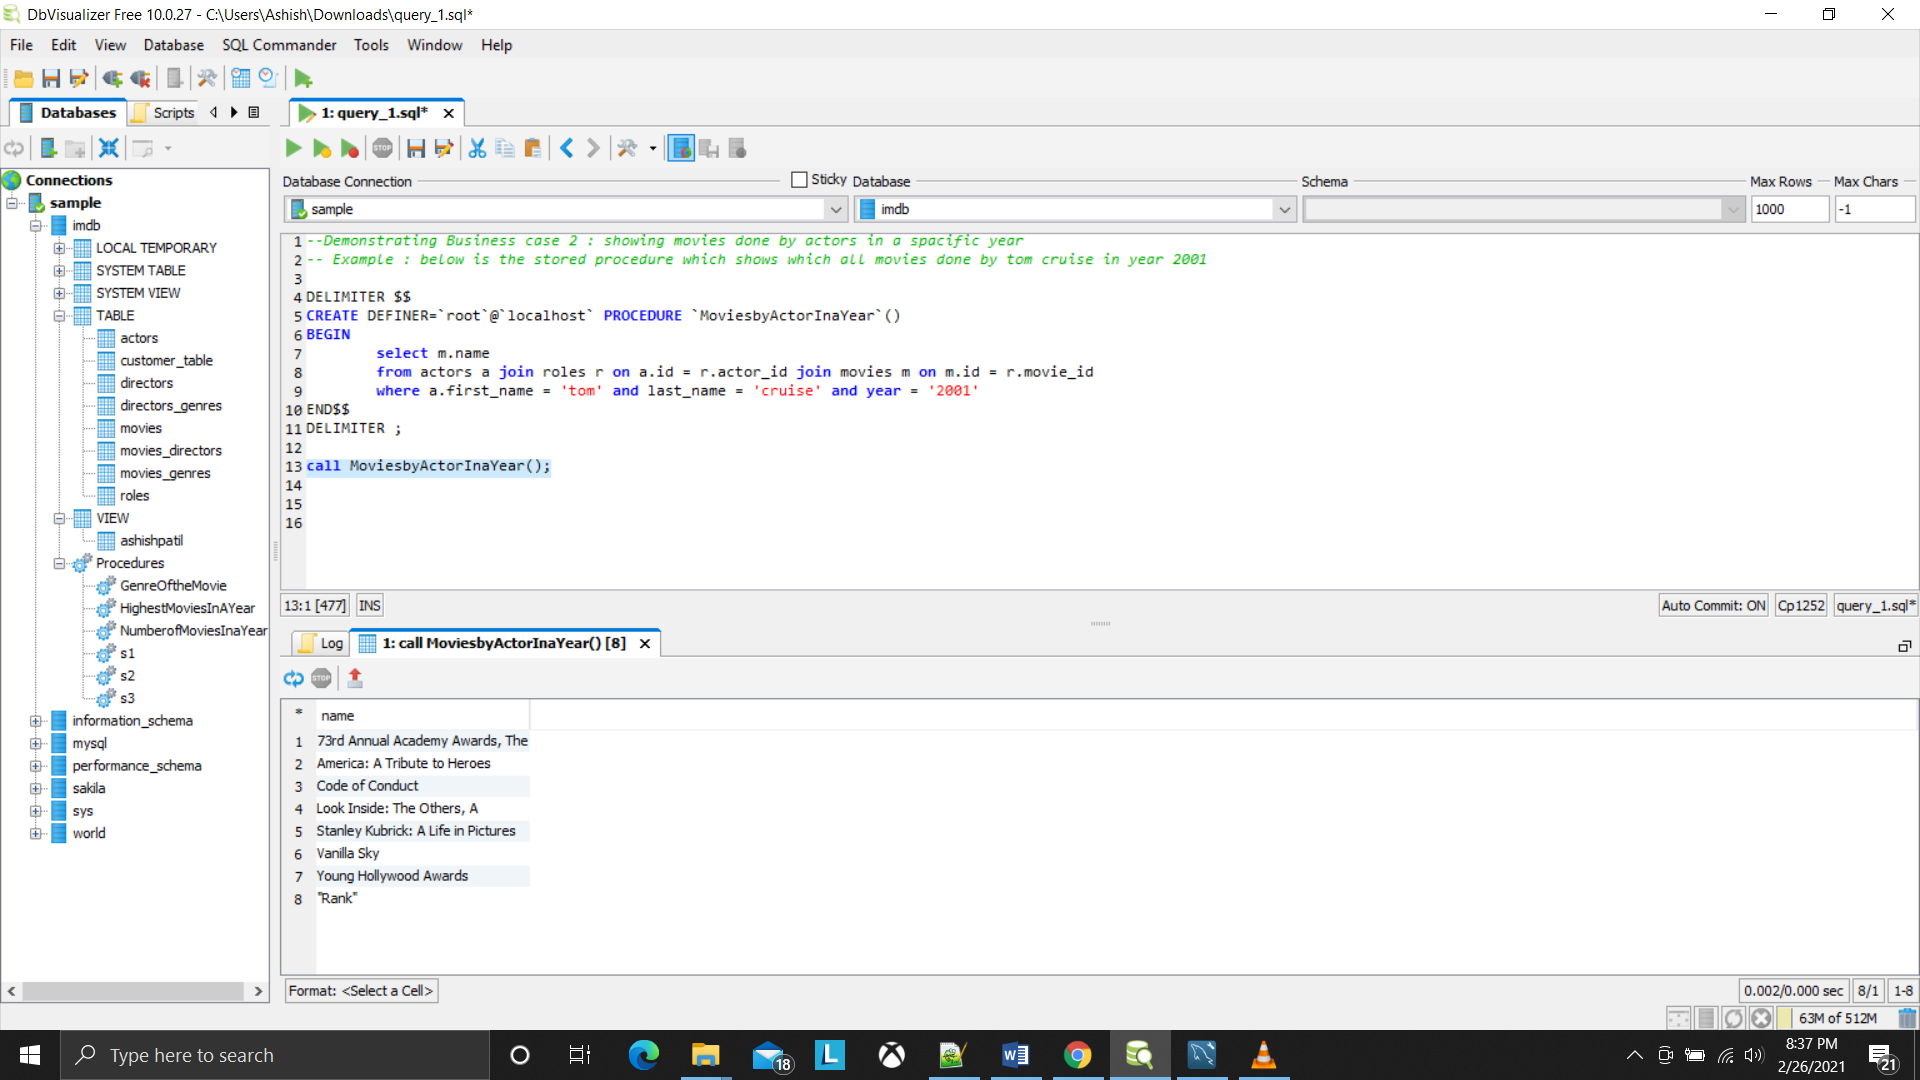 DbVisualizer Free 10.0.27 - C:\Users\Ashish\Downloads\query_1.sql*
File Edit View Database SQL Commander Tools Window Help
Databases Scripts 1: query_1.sql*
Database Connection Sticky Database Schema Max Rows Max Chars
sample imdb 1000 -1
Connections
sample
imdb
LOCAL TEMPORARY
SYSTEM TABLE
SYSTEM VIEW
TABLE
actors
customer_table
directors
directors_genres
movies
movies_directors
movies_genres
roles
VIEW
ashishpatil
Procedures
GenreOftheMovie
HighestMoviesInAYear
NumberofMoviesInaYear
s1
s2
s3
information_schema
mysql
performance_schema
sakila
sys
world
1 --Demonstrating Business case 2 : showing movies done by actors in a spacific year
2 -- Example : below is the stored procedure which shows which all movies done by tom cruise in year 2001
3
4 DELIMITER $$
5 CREATE DEFINER=`root`@`localhost` PROCEDURE `MoviesbyActorInaYear`()
6 BEGIN
7 select m.name
8 from actors a join roles r on a.id = r.actor_id join movies m on m.id = r.movie_id
9 where a.first_name = 'tom' and last_name = 'cruise' and year = '2001'
10 END$$
11 DELIMITER ;
12
13 call MoviesbyActorInaYear();
14
15
16
13:1 [477] INS Auto Commit: ON Cp1252 query_1.sql*
Log 1: call MoviesbyActorInaYear() [8]
STOP
* name
1 73rd Annual Academy Awards, The
2 America: A Tribute to Heroes
3 Code of Conduct
4 Look Inside: The Others, A
5 Stanley Kubrick: A Life in Pictures
6 Vanilla Sky
7 Young Hollywood Awards
8 "Rank"
Format: <Select a Cell> 0.002/0.000 sec 8/1 1-8
63M of 512M
Type here to search 18 L W 8:37 PM
2/26/2021 21